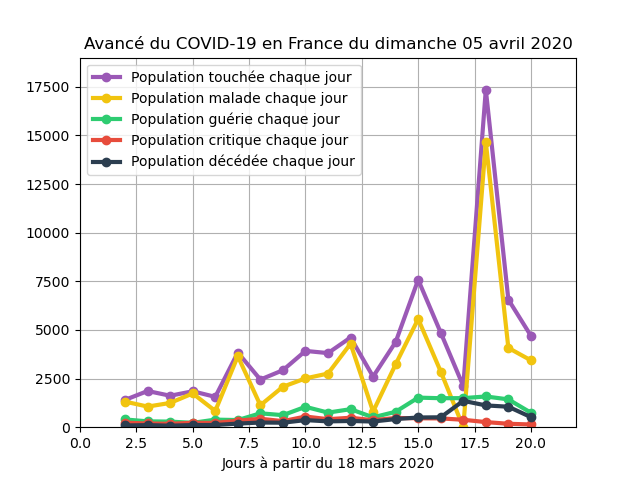 Avancé du COVID-19 en France du dimanche 05 avril 2020
Population touchée chaque jour
Population malade chaque jour
Population guérie chaque jour
Population critique chaque jour
Population décédée chaque jour
17500
15000
12500
10000
7500
5000
2500
0
0.0 2.5 5.0 7.5 10.0 12.5 15.0 17.5 20.0
Jours à partir du 18 mars 2020